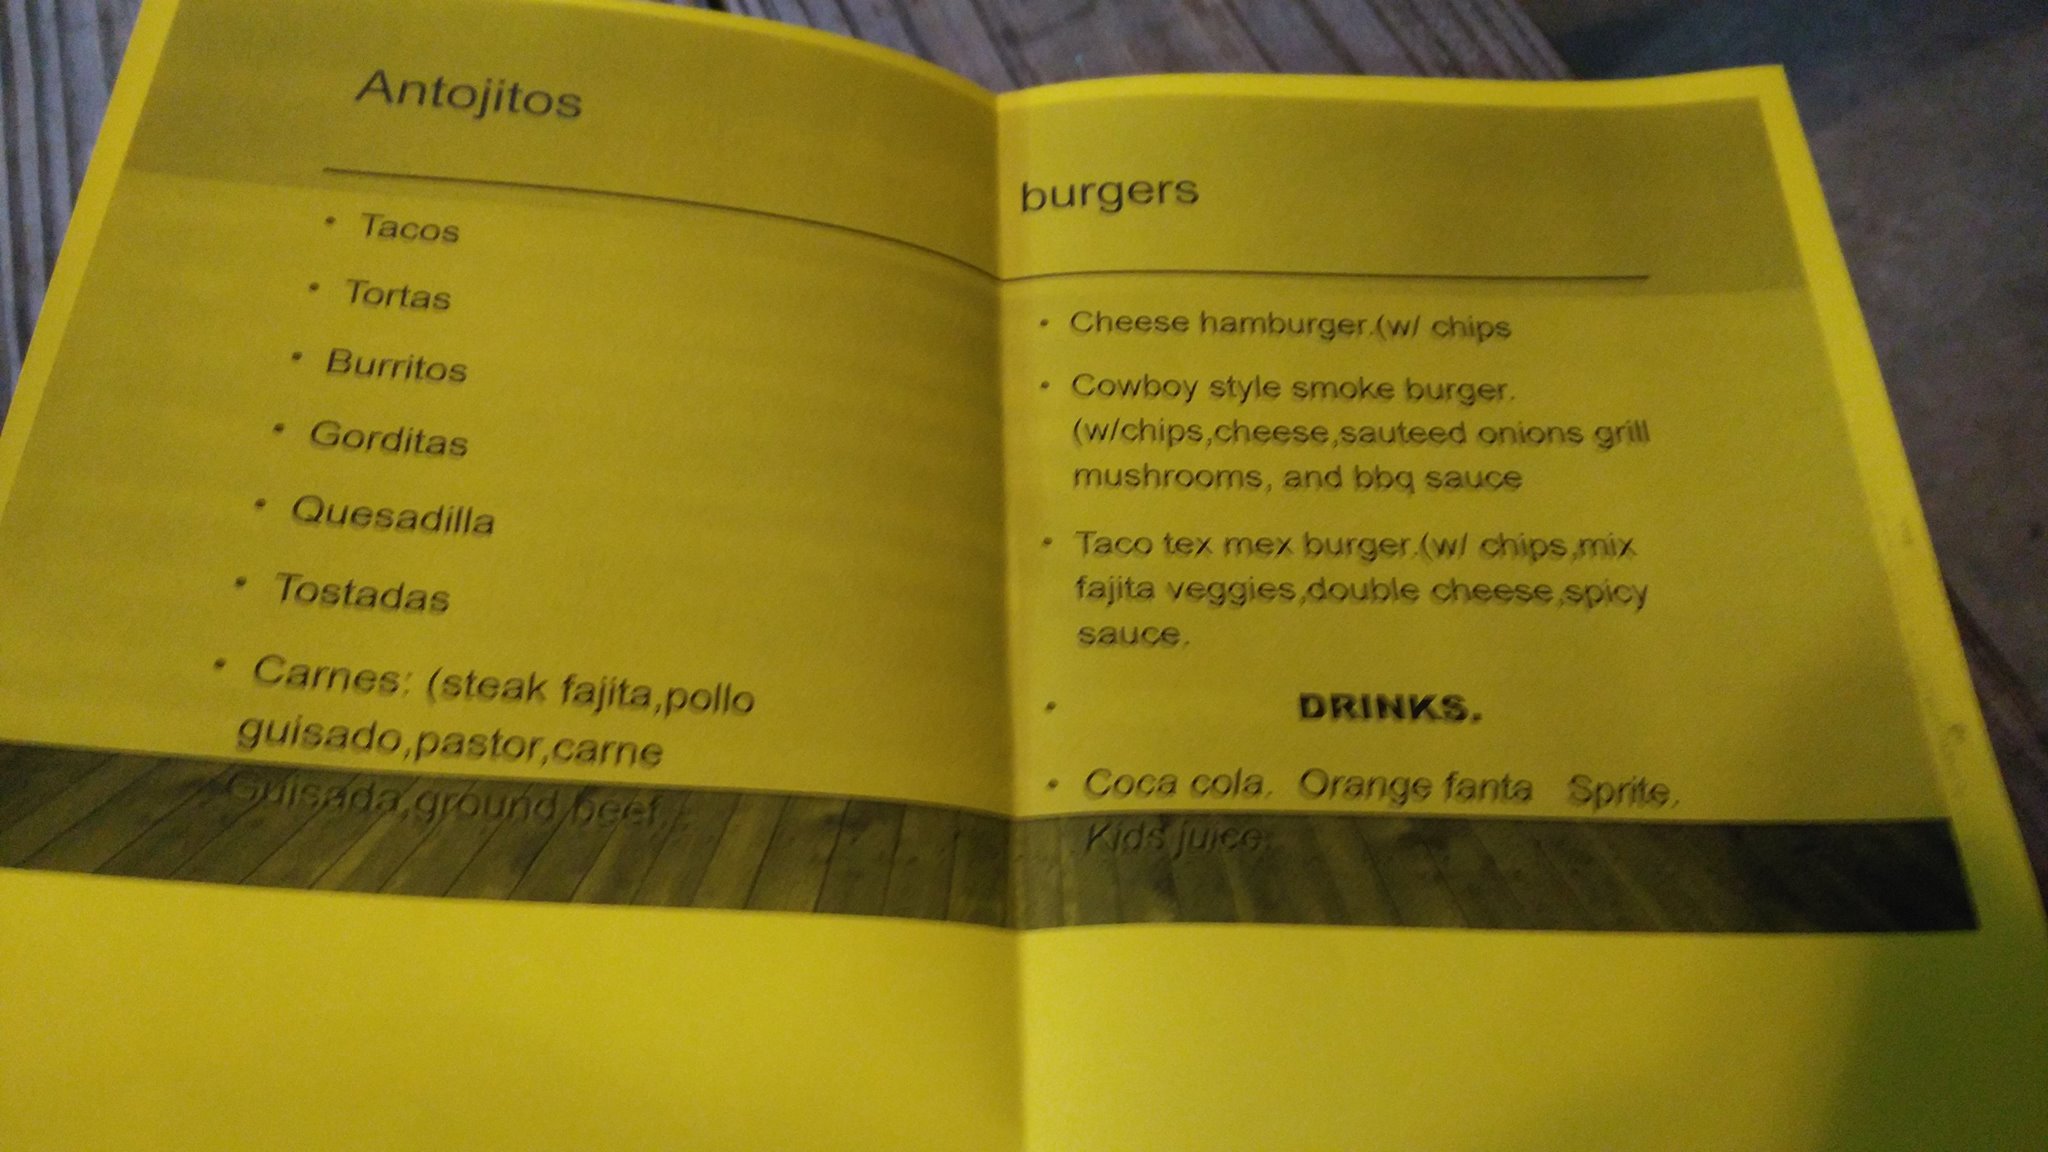 Antojitos
• Tacos
• Tortas
• Burritos
• Gorditas
• Quesadilla
• Tostadas
• Carnes: (steak fajita,pollo
guisado,pastor,carne
Guisada,ground beef.
burgers
• Cheese hamburger.(w/ chips
• Cowboy style smoke burger.
(w/chips,cheese,sauteed onions grill
mushrooms, and bbq sauce
• Taco tex mex burger.(w/ chips,mix
fajita veggies,double cheese,spicy
sauce.
• DRINKS.
• Coca cola. Orange fanta Sprite.
Kids juice.